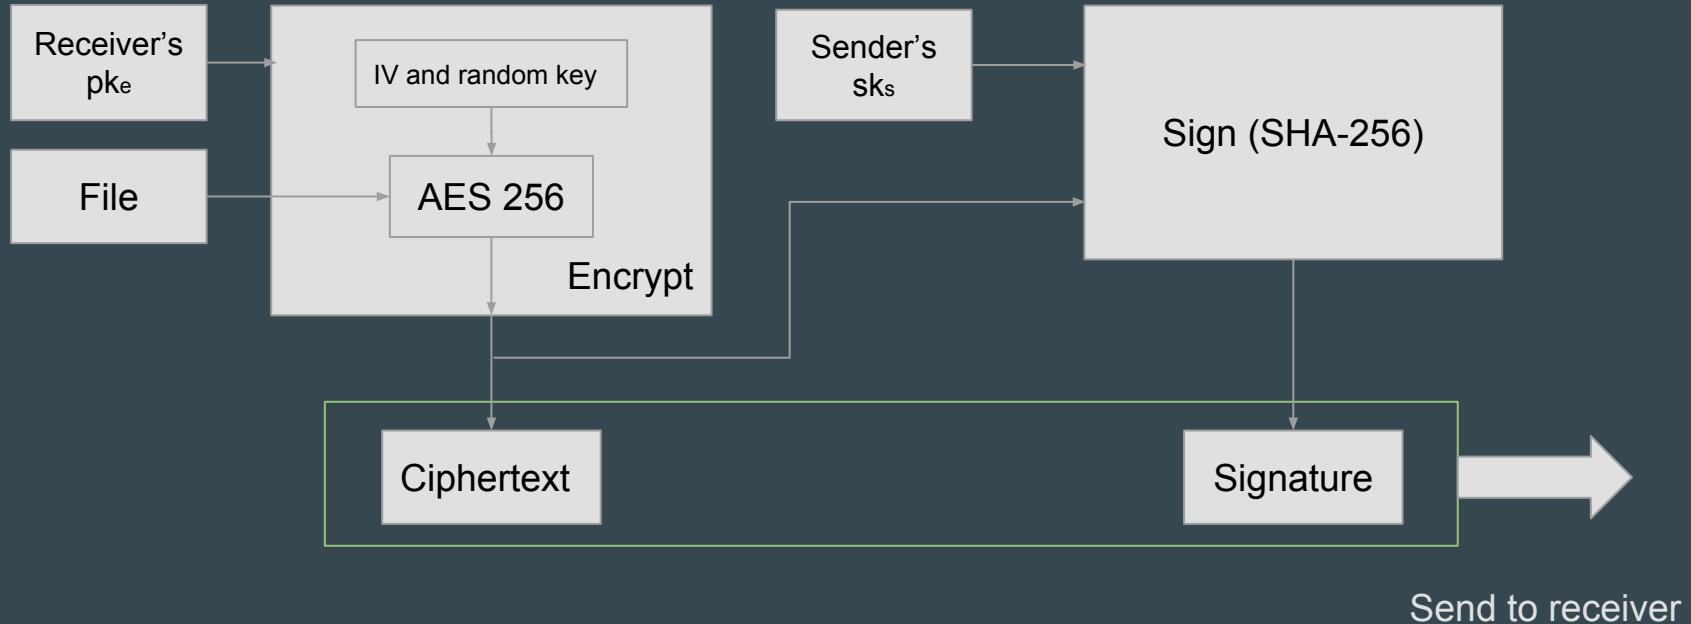 Receiver’s
pke
IV and random key
File
AES 256
Encrypt
Sender’s
sks
Sign (SHA-256)
Ciphertext
Signature
Send to receiver